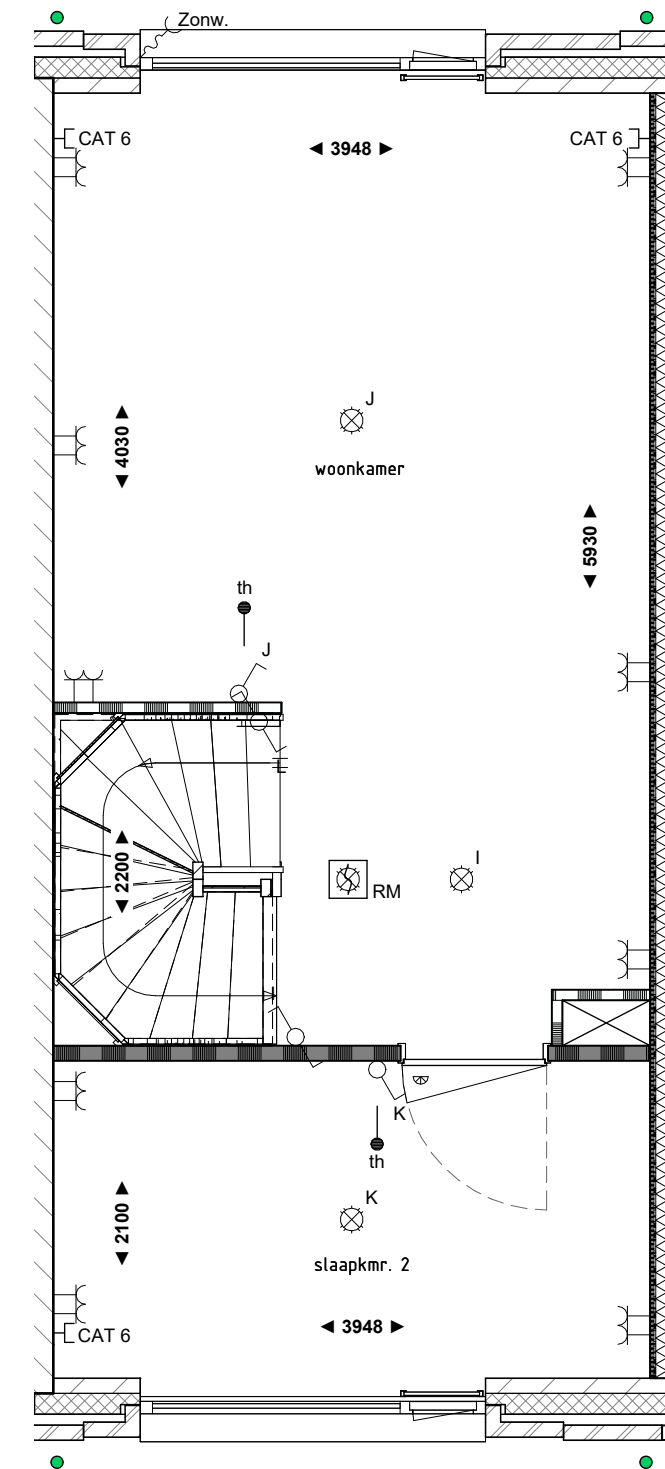 Zonw.
CAT 6
CAT 6
3948
J
4030
woonkamer
5930
th
J
L
2200
I
RM
K
th
K
2100
slaapkmr. 2
3948
CAT 6